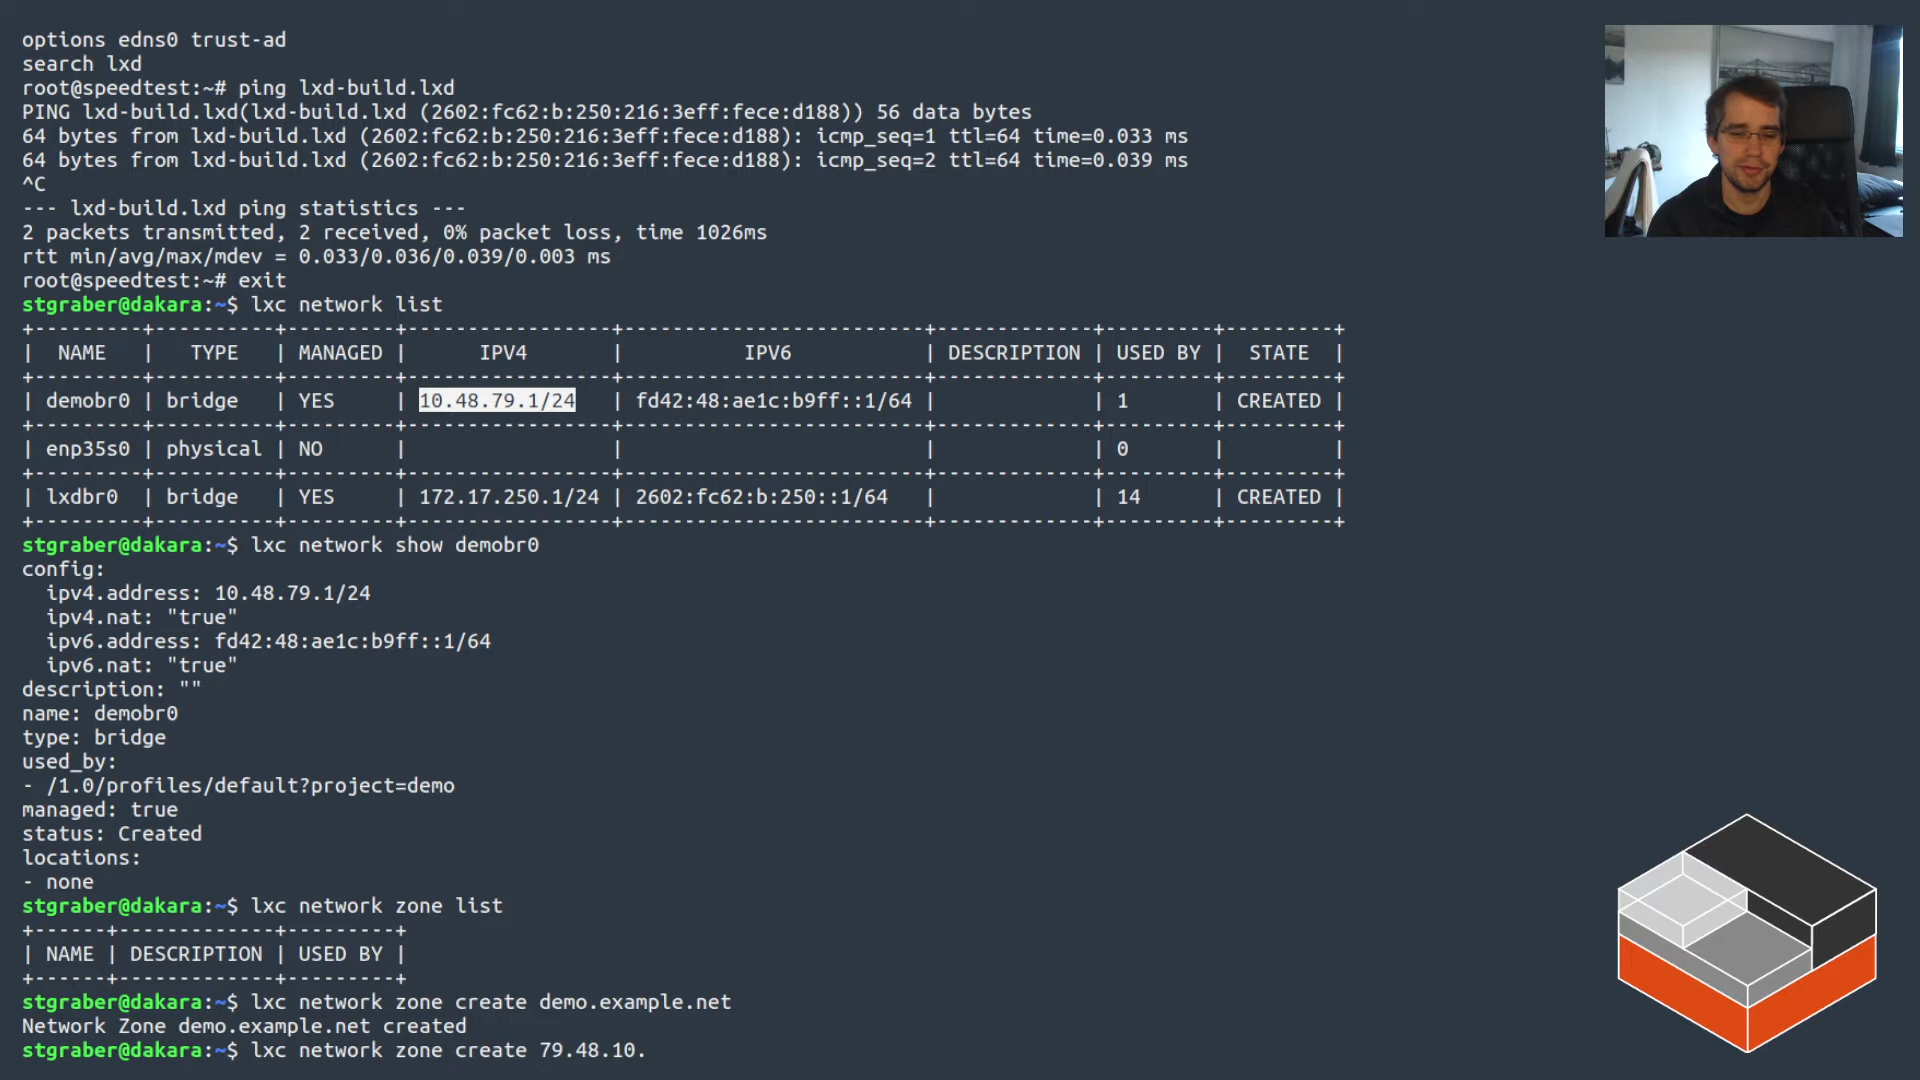 options edns0 trust-ad
search lxd
root@speedtest:~# ping lxd-build.lxd
PING lxd-build.lxd(lxd-build.lxd (2602:fc62:b:250:216:3eff:fece:d188)) 56 data bytes
64 bytes from lxd-build.lxd (2602:fc62:b:250:216:3eff:fece:d188): icmp_seq=1 ttl=64 time=0.033 ms
64 bytes from lxd-build.lxd (2602:fc62:b:250:216:3eff:fece:d188): icmp_seq=2 ttl=64 time=0.039 ms
^C
--- lxd-build.lxd ping statistics ---
2 packets transmitted, 2 received, 0% packet loss, time 1026ms
rtt min/avg/max/mdev = 0.033/0.036/0.039/0.003 ms
root@speedtest:~# exit
stgraber@dakara:~$ lxc network list
+---------+----------+---------+-----------------+-------------------------+-------------+---------+---------+
|  NAME   |   TYPE   | MANAGED |      IPV4       |          IPV6           | DESCRIPTION | USED BY |  STATE  |
+---------+----------+---------+-----------------+-------------------------+-------------+---------+---------+
| demobr0 | bridge   | YES     | 10.48.79.1/24   | fd42:48:ae1c:b9ff::1/64 |             | 1       | CREATED |
+---------+----------+---------+-----------------+-------------------------+-------------+---------+---------+
| enp35s0 | physical | NO      |                 |                         |             | 0       |         |
+---------+----------+---------+-----------------+-------------------------+-------------+---------+---------+
| lxdbr0  | bridge   | YES     | 172.17.250.1/24 | 2602:fc62:b:250::1/64   |             | 14      | CREATED |
+---------+----------+---------+-----------------+-------------------------+-------------+---------+---------+
stgraber@dakara:~$ lxc network show demobr0
config:
  ipv4.address: 10.48.79.1/24
  ipv4.nat: "true"
  ipv6.address: fd42:48:ae1c:b9ff::1/64
  ipv6.nat: "true"
description: ""
name: demobr0
type: bridge
used_by:
- /1.0/profiles/default?project=demo
managed: true
status: Created
locations:
- none
stgraber@dakara:~$ lxc network zone list
+------+-------------+---------+
| NAME | DESCRIPTION | USED BY |
+------+-------------+---------+
stgraber@dakara:~$ lxc network zone create demo.example.net
Network Zone demo.example.net created
stgraber@dakara:~$ lxc network zone create 79.48.10.